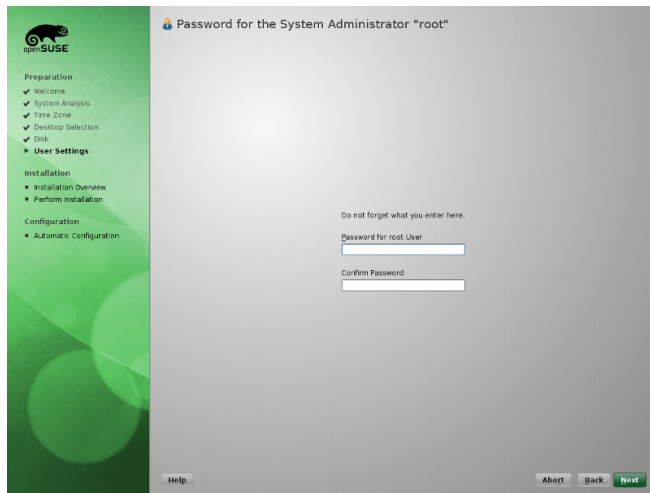 openSUSE
Preparation
Welcome
System Analysis
Time Zone
Desktop Selection
Disk
User Settings
Installation
Installation Overview
Perform Installation
Configuration
Automatic Configuration
Password for the System Administrator "root"
Do not forget what you enter here.
Password for root User
Confirm Password
Help
Abort
Back
Next